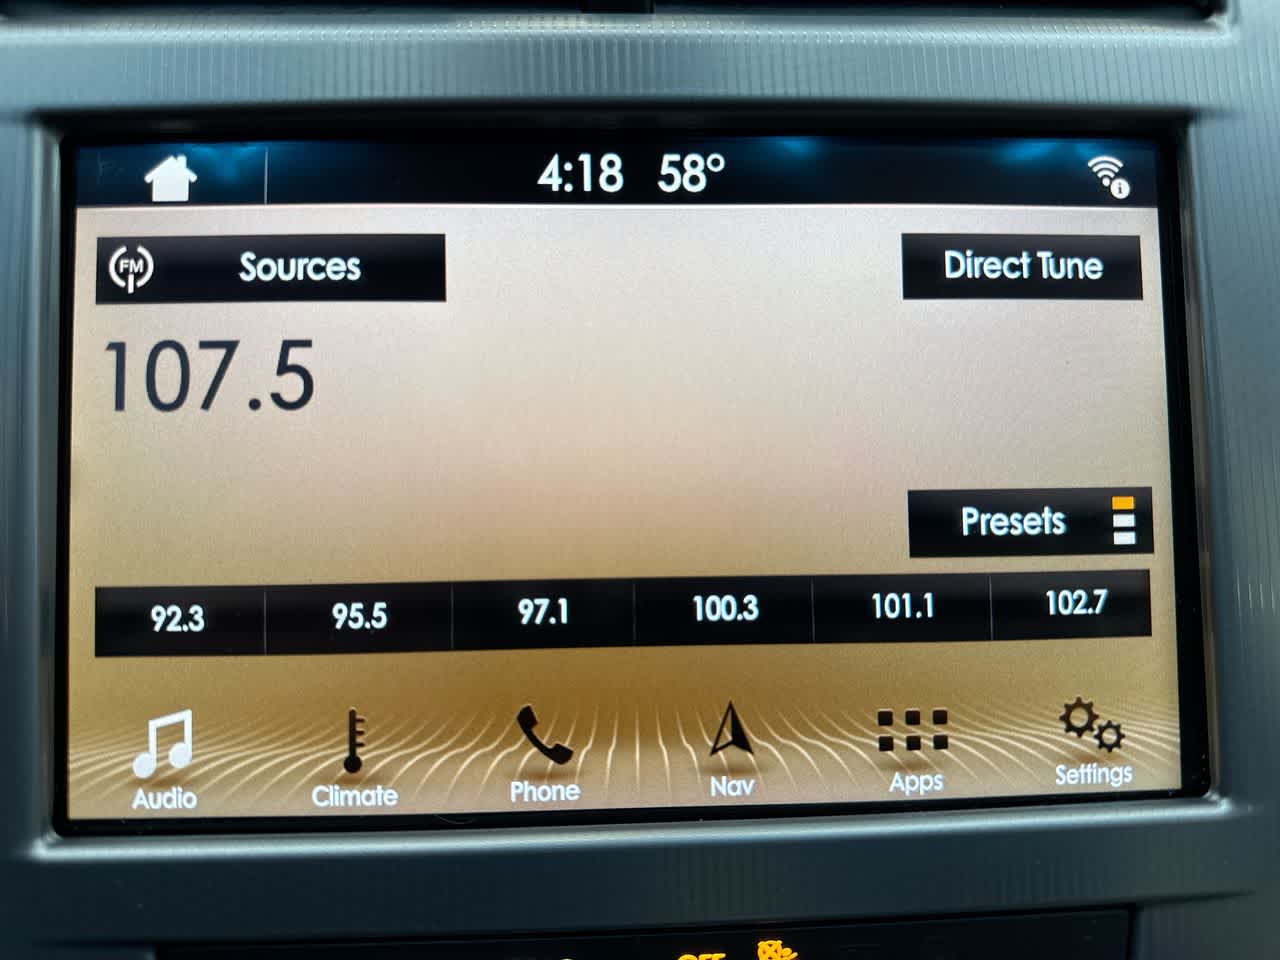 4:18 58°
FM Sources
Direct Tune
107.5
Presets
92.3 95.5 97.1 100.3 101.1 102.7
Audio Climate Phone Nav Apps Settings
OFF